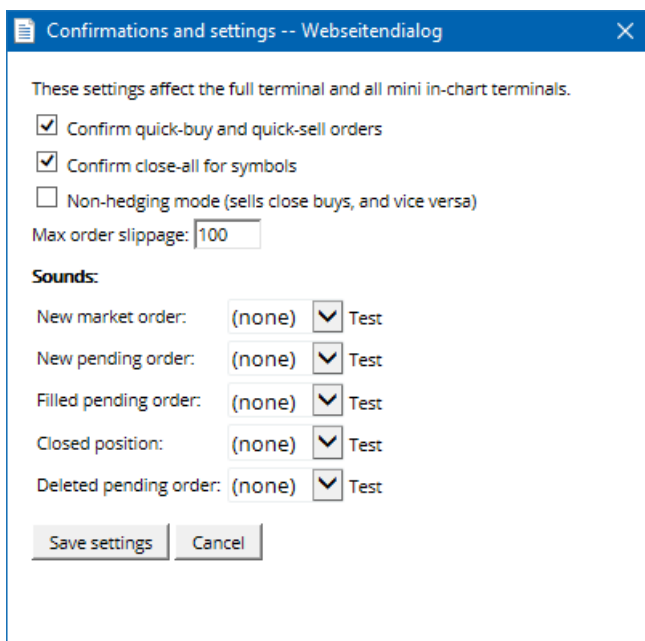 Confirmations and settings -- Webseitendialog
These settings affect the full terminal and all mini in-chart terminals.
Confirm quick-buy and quick-sell orders
Confirm close-all for symbols
Non-hedging mode (sells close buys, and vice versa)
Max order slippage: 100
Sounds:
New market order: (none) Test
New pending order: (none) Test
Filled pending order: (none) Test
Closed position: (none) Test
Deleted pending order: (none) Test
Save settings Cancel